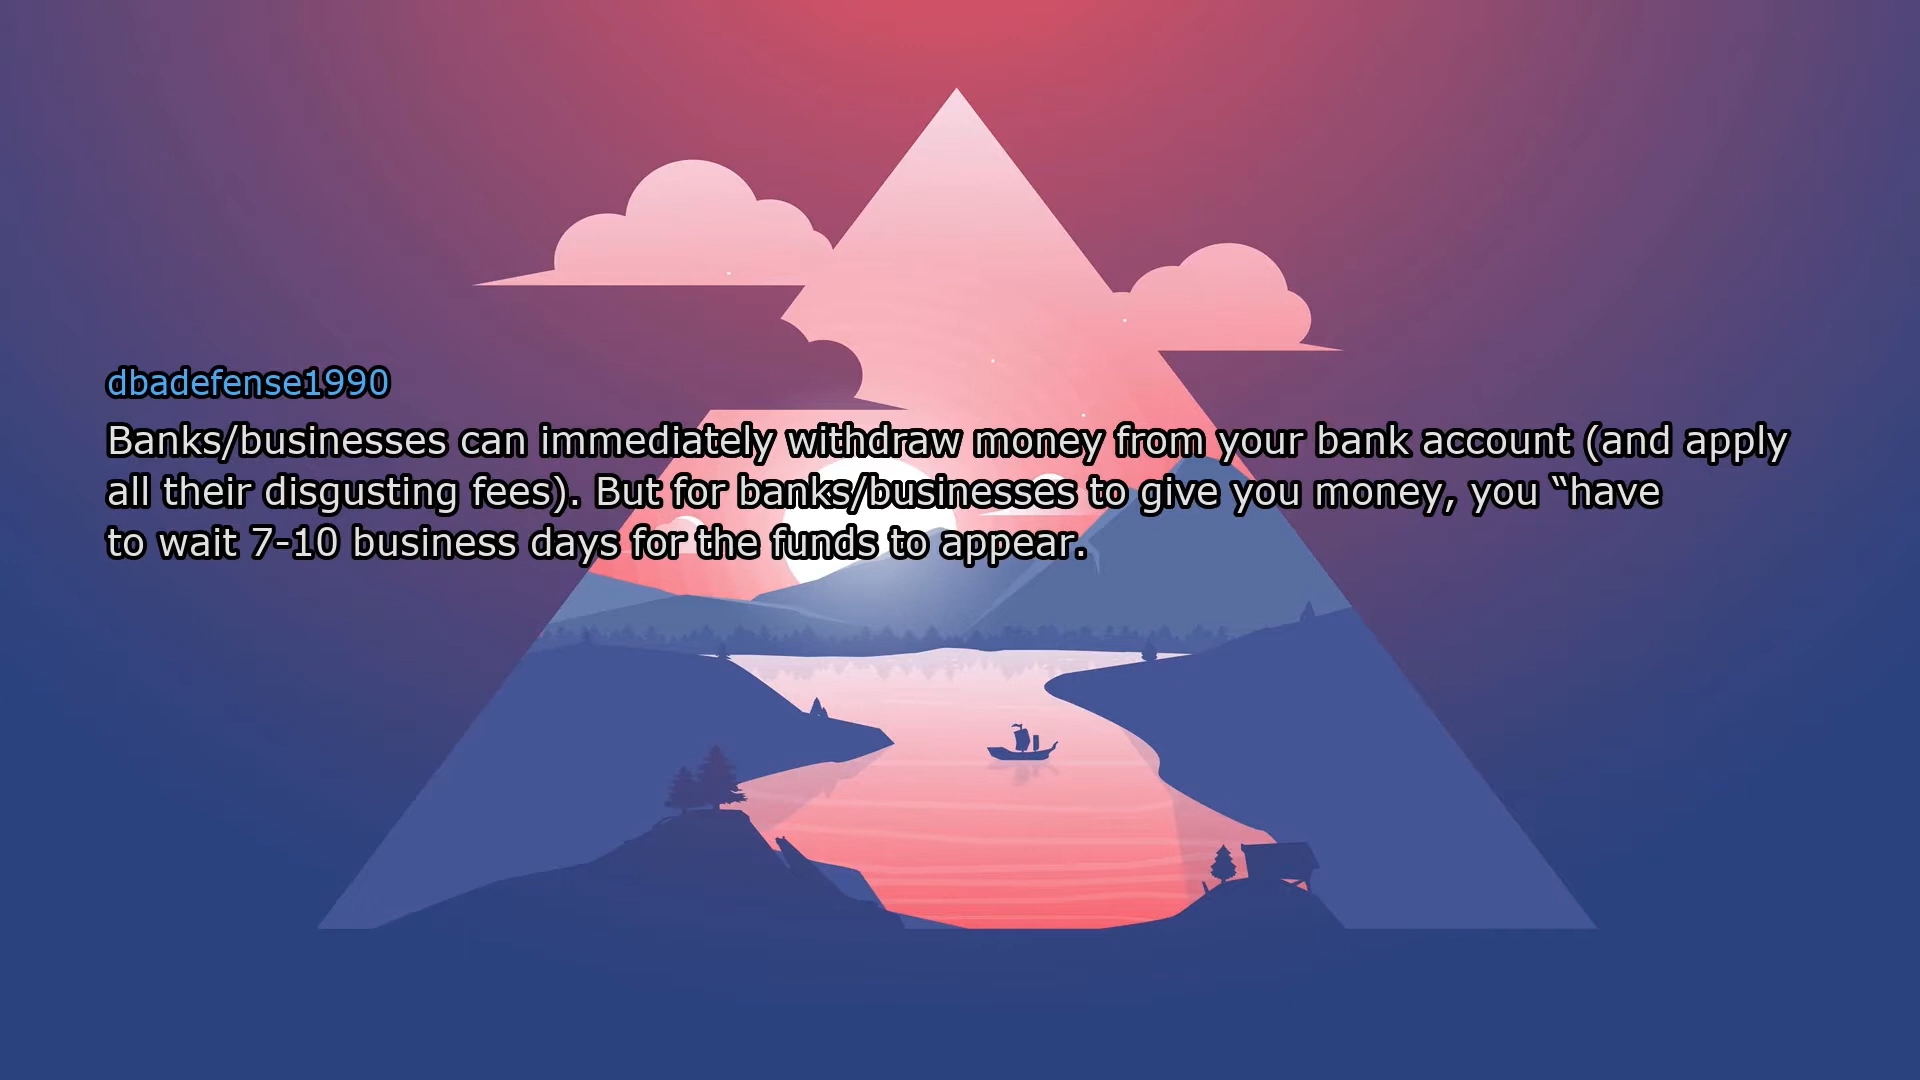 dbadefense1990
Banks/businesses can immediately withdraw money from your bank account (and apply
all their disgusting fees). But for banks/businesses to give you money, you “have
to wait 7-10 business days for the funds to appear.